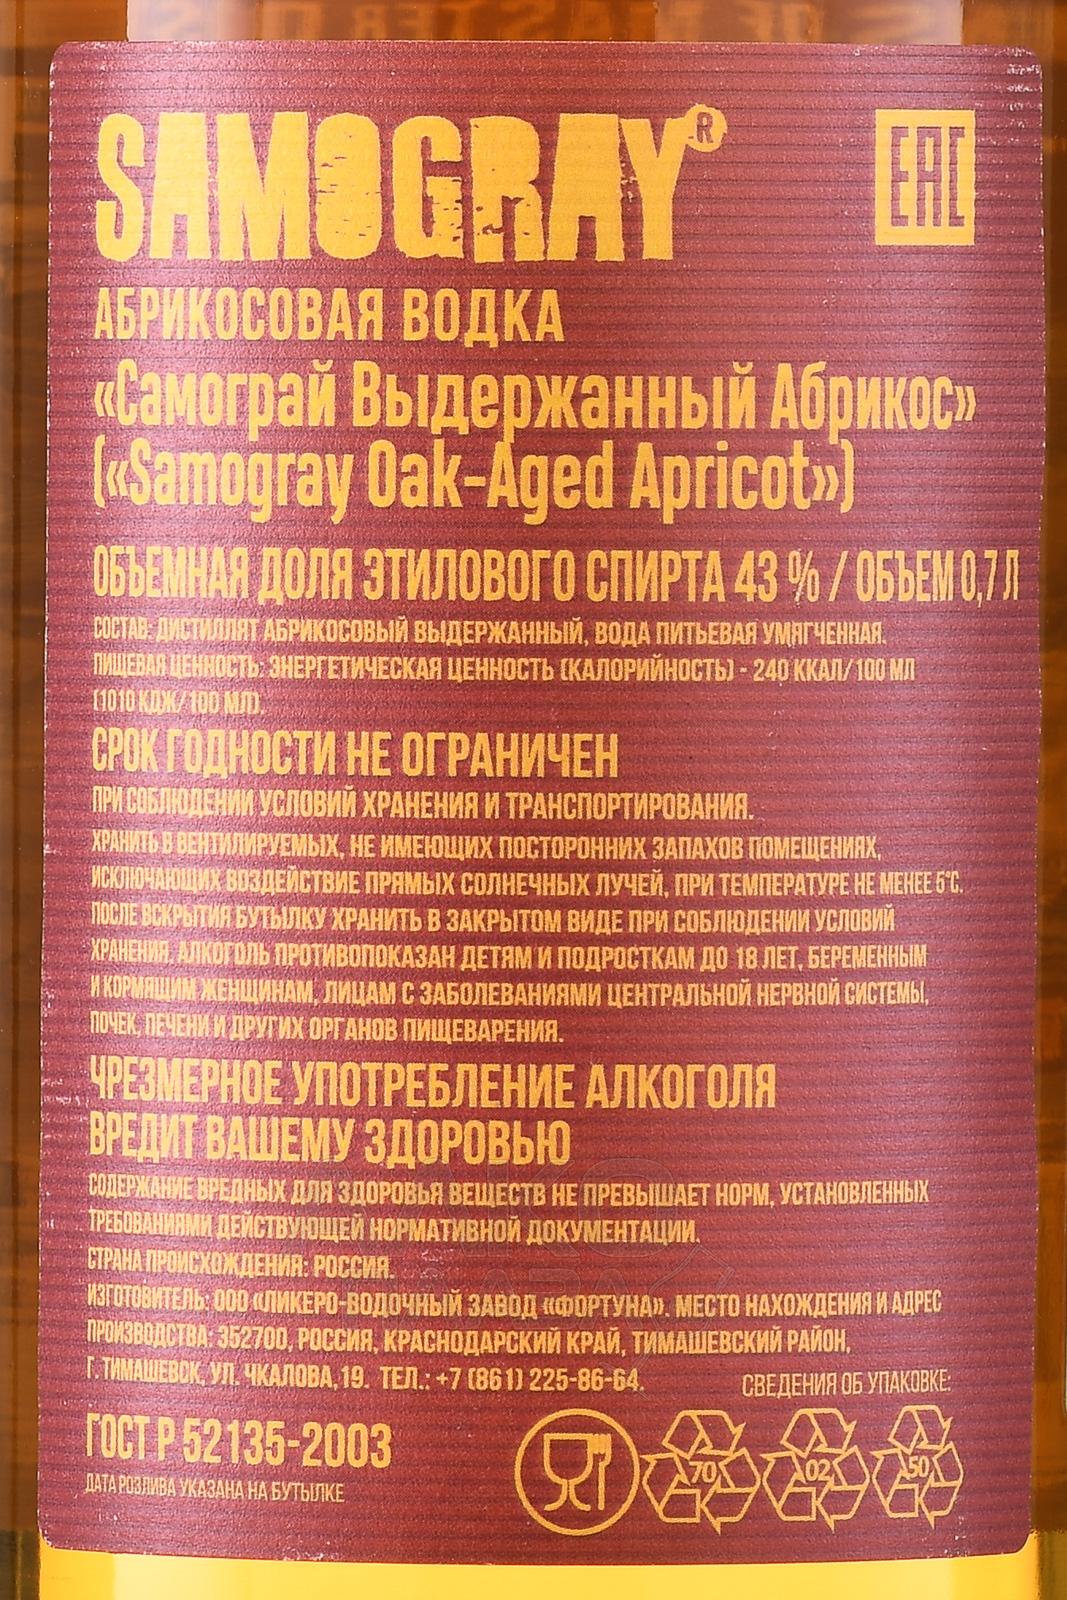 SAMOGRAY®
EAC
АБРИКОСОВАЯ ВОДКА
«Самограй Выдержанный Абрикос»
(«Samogray Oak-Aged Apricot»)
ОБЪЕМНАЯ ДОЛЯ ЭТИЛОВОГО СПИРТА 43 % / ОБЪЕМ 0,7 Л
СОСТАВ: ДИСТИЛЛЯТ АБРИКОСОВЫЙ ВЫДЕРЖАННЫЙ, ВОДА ПИТЬЕВАЯ УМЯГЧЕННАЯ.
ПИЩЕВАЯ ЦЕННОСТЬ: ЭНЕРГЕТИЧЕСКАЯ ЦЕННОСТЬ (КАЛОРИЙНОСТЬ) - 240 ККАЛ/100 МЛ
(1010 КДЖ/100 МЛ).
СРОК ГОДНОСТИ НЕ ОГРАНИЧЕН
ПРИ СОБЛЮДЕНИИ УСЛОВИЙ ХРАНЕНИЯ И ТРАНСПОРТИРОВАНИЯ.
ХРАНИТЬ В ВЕНТИЛИРУЕМЫХ, НЕ ИМЕЮЩИХ ПОСТОРОННИХ ЗАПАХОВ ПОМЕЩЕНИЯХ,
ИСКЛЮЧАЮЩИХ ВОЗДЕЙСТВИЕ ПРЯМЫХ СОЛНЕЧНЫХ ЛУЧЕЙ, ПРИ ТЕМПЕРАТУРЕ НЕ МЕНЕЕ 5°С.
ПОСЛЕ ВСКРЫТИЯ БУТЫЛКУ ХРАНИТЬ В ЗАКРЫТОМ ВИДЕ ПРИ СОБЛЮДЕНИИ УСЛОВИЙ
ХРАНЕНИЯ. АЛКОГОЛЬ ПРОТИВОПОКАЗАН ДЕТЯМ И ПОДРОСТКАМ ДО 18 ЛЕТ, БЕРЕМЕННЫМ
И КОРМЯЩИМ ЖЕНЩИНАМ, ЛИЦАМ С ЗАБОЛЕВАНИЯМИ ЦЕНТРАЛЬНОЙ НЕРВНОЙ СИСТЕМЫ,
ПОЧЕК, ПЕЧЕНИ И ДРУГИХ ОРГАНОВ ПИЩЕВАРЕНИЯ.
ЧРЕЗМЕРНОЕ УПОТРЕБЛЕНИЕ АЛКОГОЛЯ
ВРЕДИТ ВАШЕМУ ЗДОРОВЬЮ
СОДЕРЖАНИЕ ВРЕДНЫХ ДЛЯ ЗДОРОВЬЯ ВЕЩЕСТВ НЕ ПРЕВЫШАЕТ НОРМ, УСТАНОВЛЕННЫХ
ТРЕБОВАНИЯМИ ДЕЙСТВУЮЩЕЙ НОРМАТИВНОЙ ДОКУМЕНТАЦИИ.
СТРАНА ПРОИСХОЖДЕНИЯ: РОССИЯ.
ИЗГОТОВИТЕЛЬ: ООО «ЛИКЕРО-ВОДОЧНЫЙ ЗАВОД «ФОРТУНА». МЕСТО НАХОЖДЕНИЯ И АДРЕС
ПРОИЗВОДСТВА: 352700, РОССИЯ, КРАСНОДАРСКИЙ КРАЙ, ТИМАШЕВСКИЙ РАЙОН,
Г. ТИМАШЕВСК, УЛ. ЧКАЛОВА,19. ТЕЛ.: +7 (861) 225-86-64.
СВЕДЕНИЯ ОБ УПАКОВКЕ:
ГОСТ Р 52135-2003
70 02 50
ДАТА РОЗЛИВА УКАЗАНА НА БУТЫЛКЕ